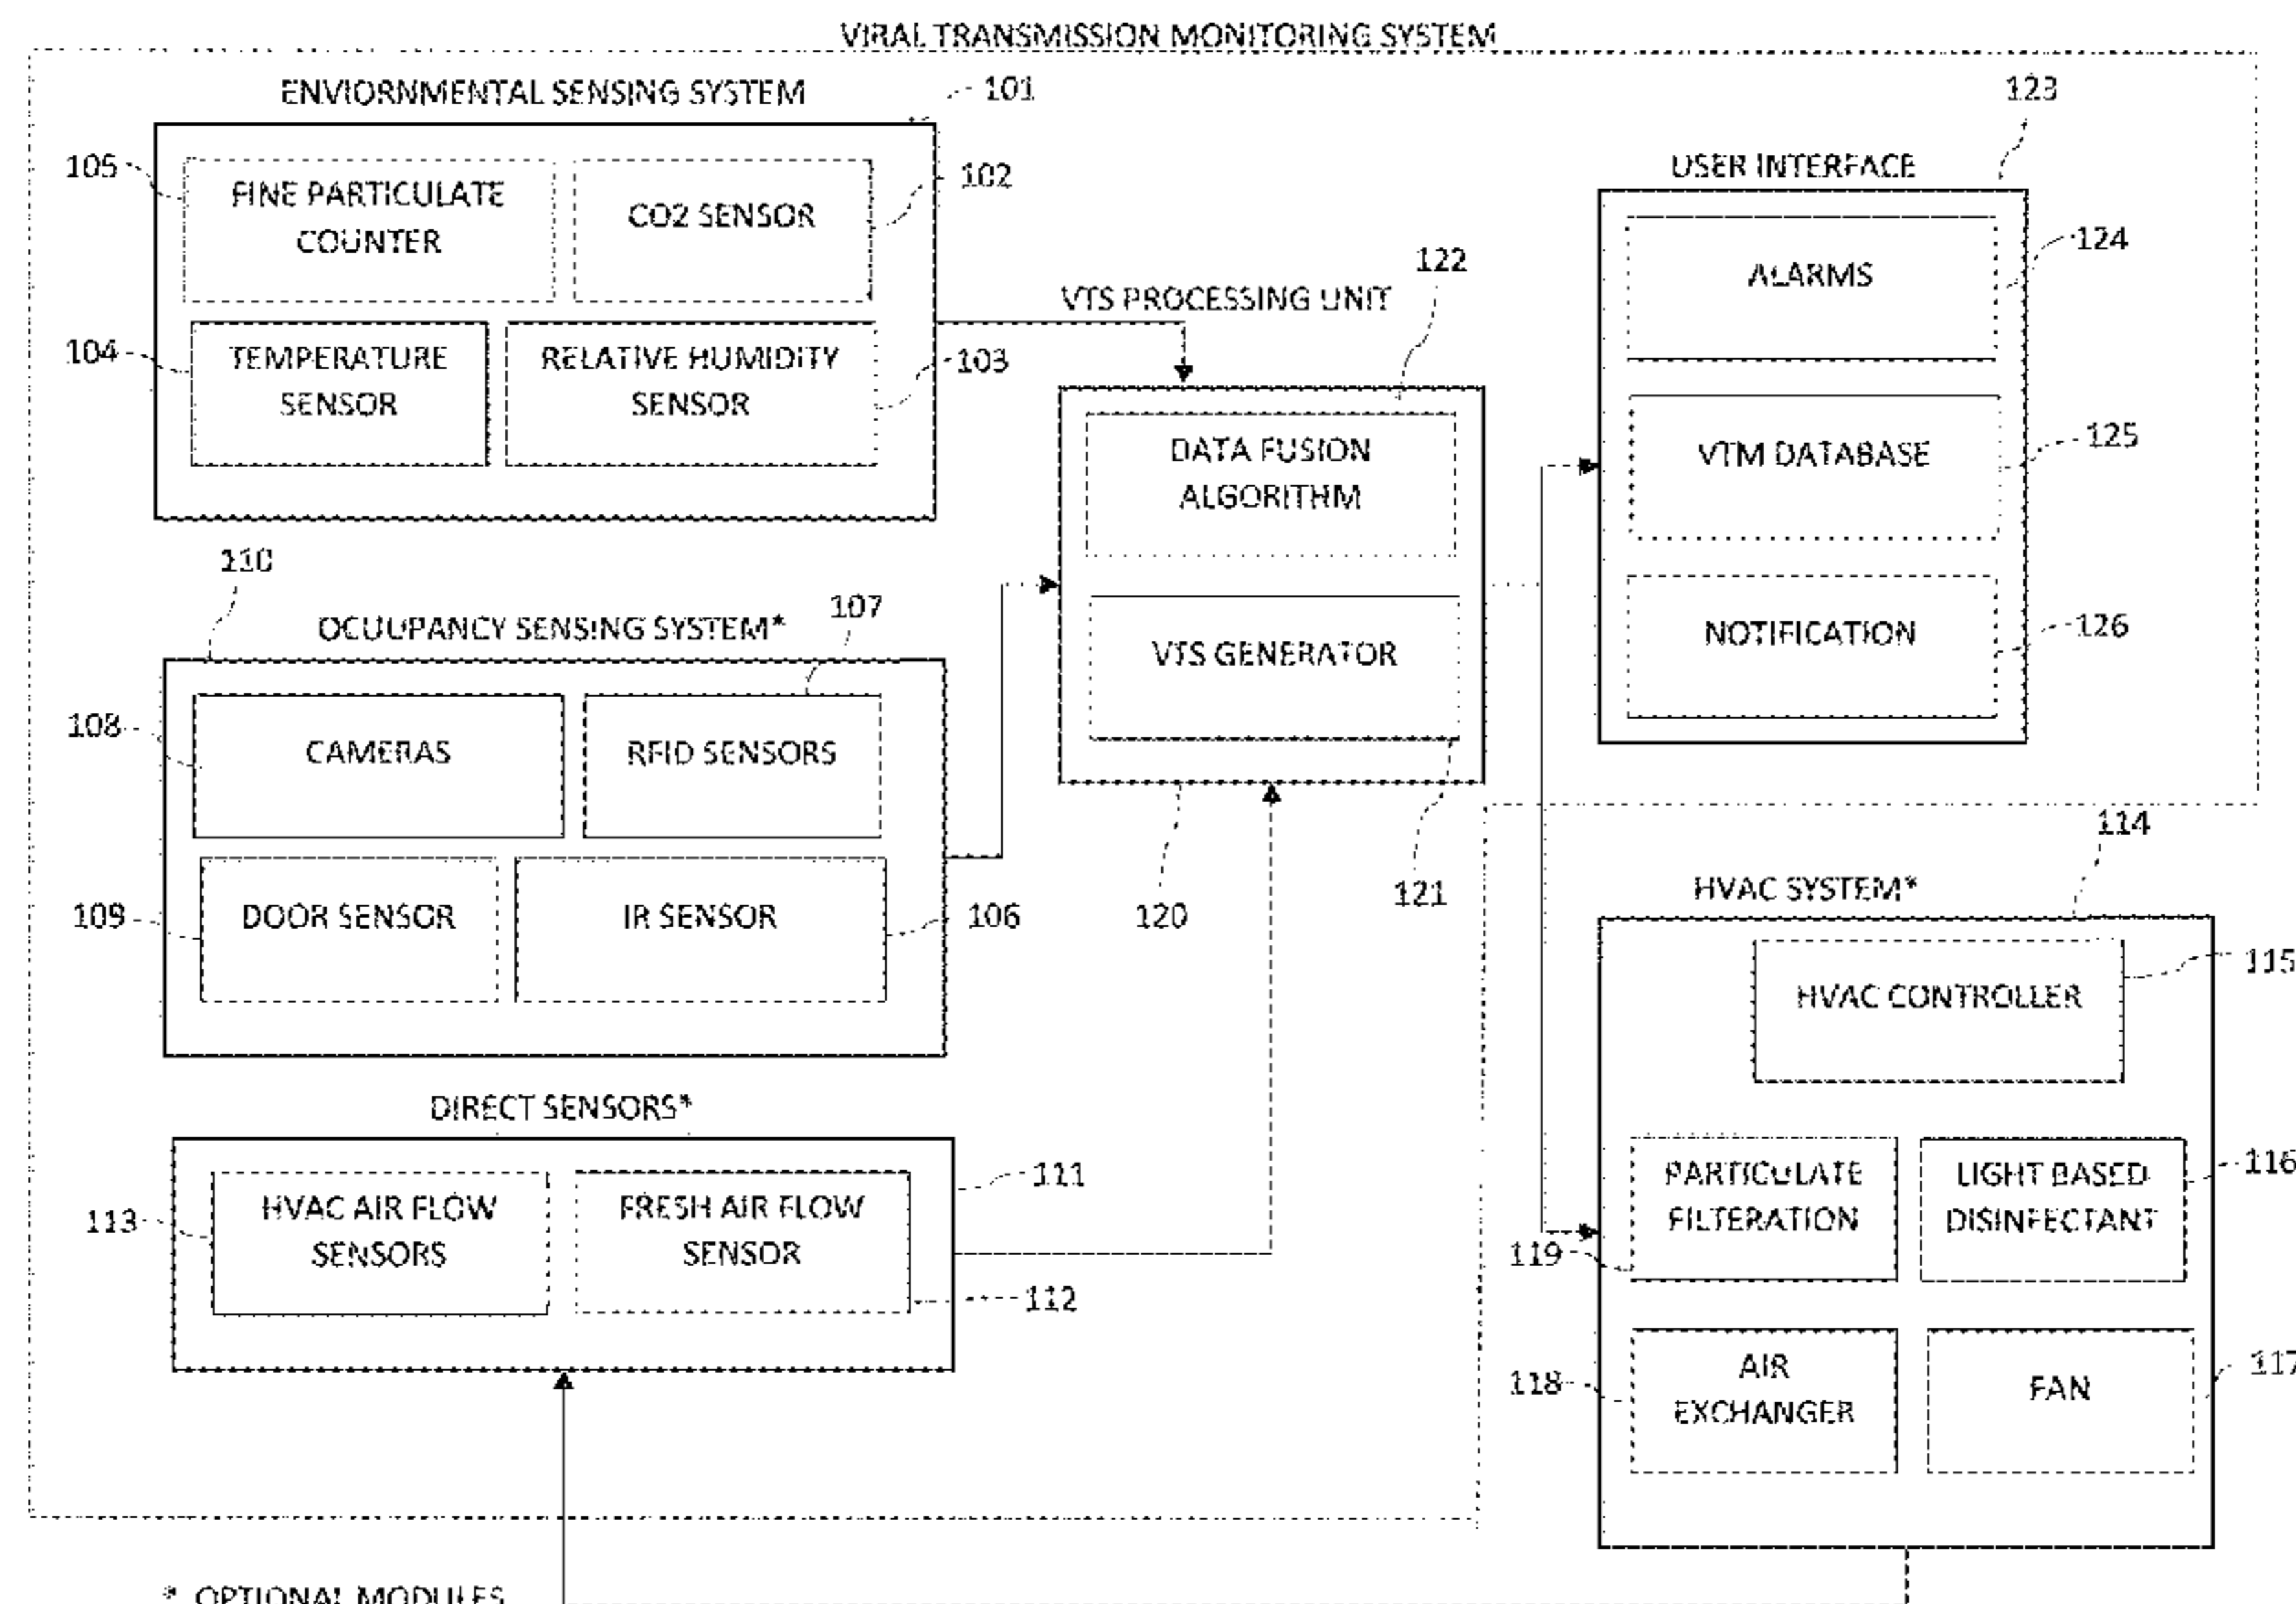 VIRAL TRANSMISSION MONITORING SYSTEM
ENVIORNMENTAL SENSING SYSTEM
101
105
FINE PARTICULATE
COUNTER
CO2 SENSOR
102
104
TEMPERATURE
SENSOR
RELATIVE HUMIDITY
SENSOR
103
110
OCUUPANCY SENSING SYSTEM*
107
108
CAMERAS
RFID SENSORS
109
DOOR SENSOR
IR SENSOR
106
DIRECT SENSORS*
111
113
HVAC AIR FLOW
SENSORS
FRESH AIR FLOW
SENSOR
112
VTS PROCESSING UNIT
122
DATA FUSION
ALGORITHM
VTS GENERATOR
120
121
123
USER INTERFACE
ALARMS
124
VTM DATABASE
125
NOTIFICATION
126
114
HVAC SYSTEM*
HVAC CONTROLLER
115
PARTICULATE
FILTERATION
119
LIGHT BASED
DISINFECTANT
116
118
AIR
EXCHANGER
FAN
117
* OPTIONAL MODULES